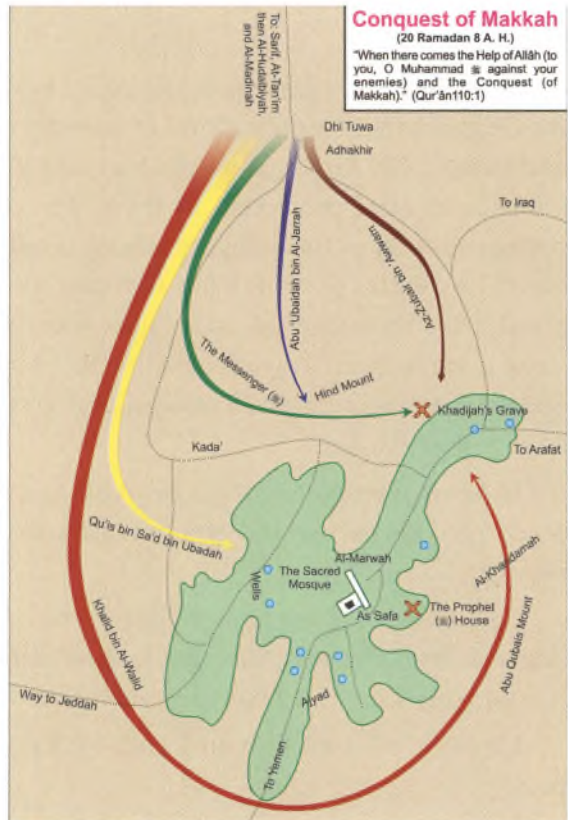 Conquest of Makkah
(20 Ramadan 8 A. H.)
"When there comes the Help of Allâh (to
you, O Muhammad ﷺ against your
enemies) and the Conquest (of
Makkah)." (Qur'ân110:1)
To: Sarif, At-Tan'im
then Al-Hudaibiyah,
and Al-Madinah
Dhi Tuwa
Adhakhir
To Iraq
Abu 'Ubaidah bin Al-Jarrah
Az-Zubair bin 'Awwam
The Messenger (ﷺ)
Hind Mount
Khadijah's Grave
Kada'
To Arafat
Qu'is bin Sa'd bin Ubadah
Al-Marwah
The Sacred
Mosque
Wells
As Safa
The Prophet
(ﷺ) House
Al-Khandamah
Abu Qubais Mount
Khalid bin Al-Walid
Ajyad
Way to Jeddah
To Yemen